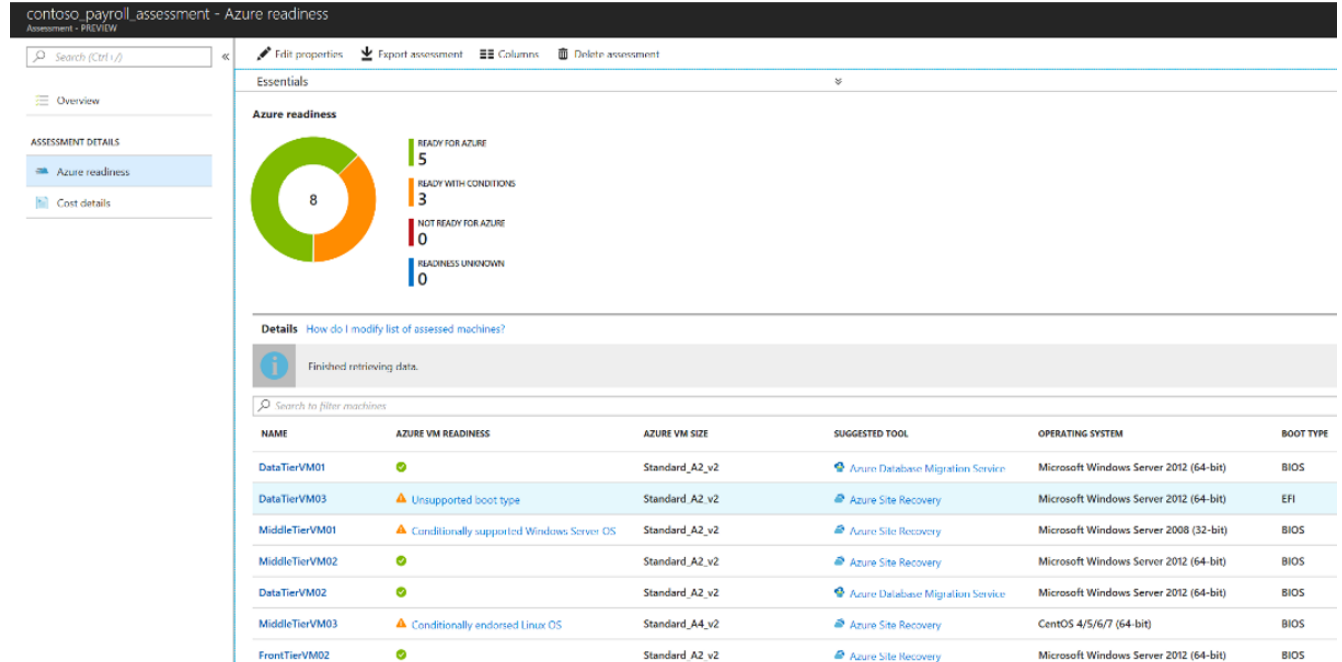 contoso_payroll_assessment - Azure readiness
Assessment - PREVIEW
Search (Ctrl+/)
«
Edit properties Export assessment Columns Delete assessment
Essentials
Overview
ASSESSMENT DETAILS
Azure readiness
Cost details
Azure readiness
8
READY FOR AZURE
5
READY WITH CONDITIONS
3
NOT READY FOR AZURE
0
READINESS UNKNOWN
0
Details How do I modify list of assessed machines?
Finished retrieving data.
Search to filter machines
NAME AZURE VM READINESS AZURE VM SIZE SUGGESTED TOOL OPERATING SYSTEM BOOT TYPE
DataTierVM01 Standard_A2_v2 Azure Database Migration Service Microsoft Windows Server 2012 (64-bit) BIOS
DataTierVM03 Unsupported boot type Standard_A2_v2 Azure Site Recovery Microsoft Windows Server 2012 (64-bit) EFI
MiddleTierVM01 Conditionally supported Windows Server OS Standard_A2_v2 Azure Site Recovery Microsoft Windows Server 2008 (32-bit) BIOS
MiddleTierVM02 Standard_A2_v2 Azure Site Recovery Microsoft Windows Server 2012 (64-bit) BIOS
DataTierVM02 Standard_A2_v2 Azure Database Migration Service Microsoft Windows Server 2012 (64-bit) BIOS
MiddleTierVM03 Conditionally endorsed Linux OS Standard_A4_v2 Azure Site Recovery CentOS 4/5/6/7 (64-bit) BIOS
FrontTierVM02 Standard_A2_v2 Azure Site Recovery Microsoft Windows Server 2012 (64-bit) BIOS